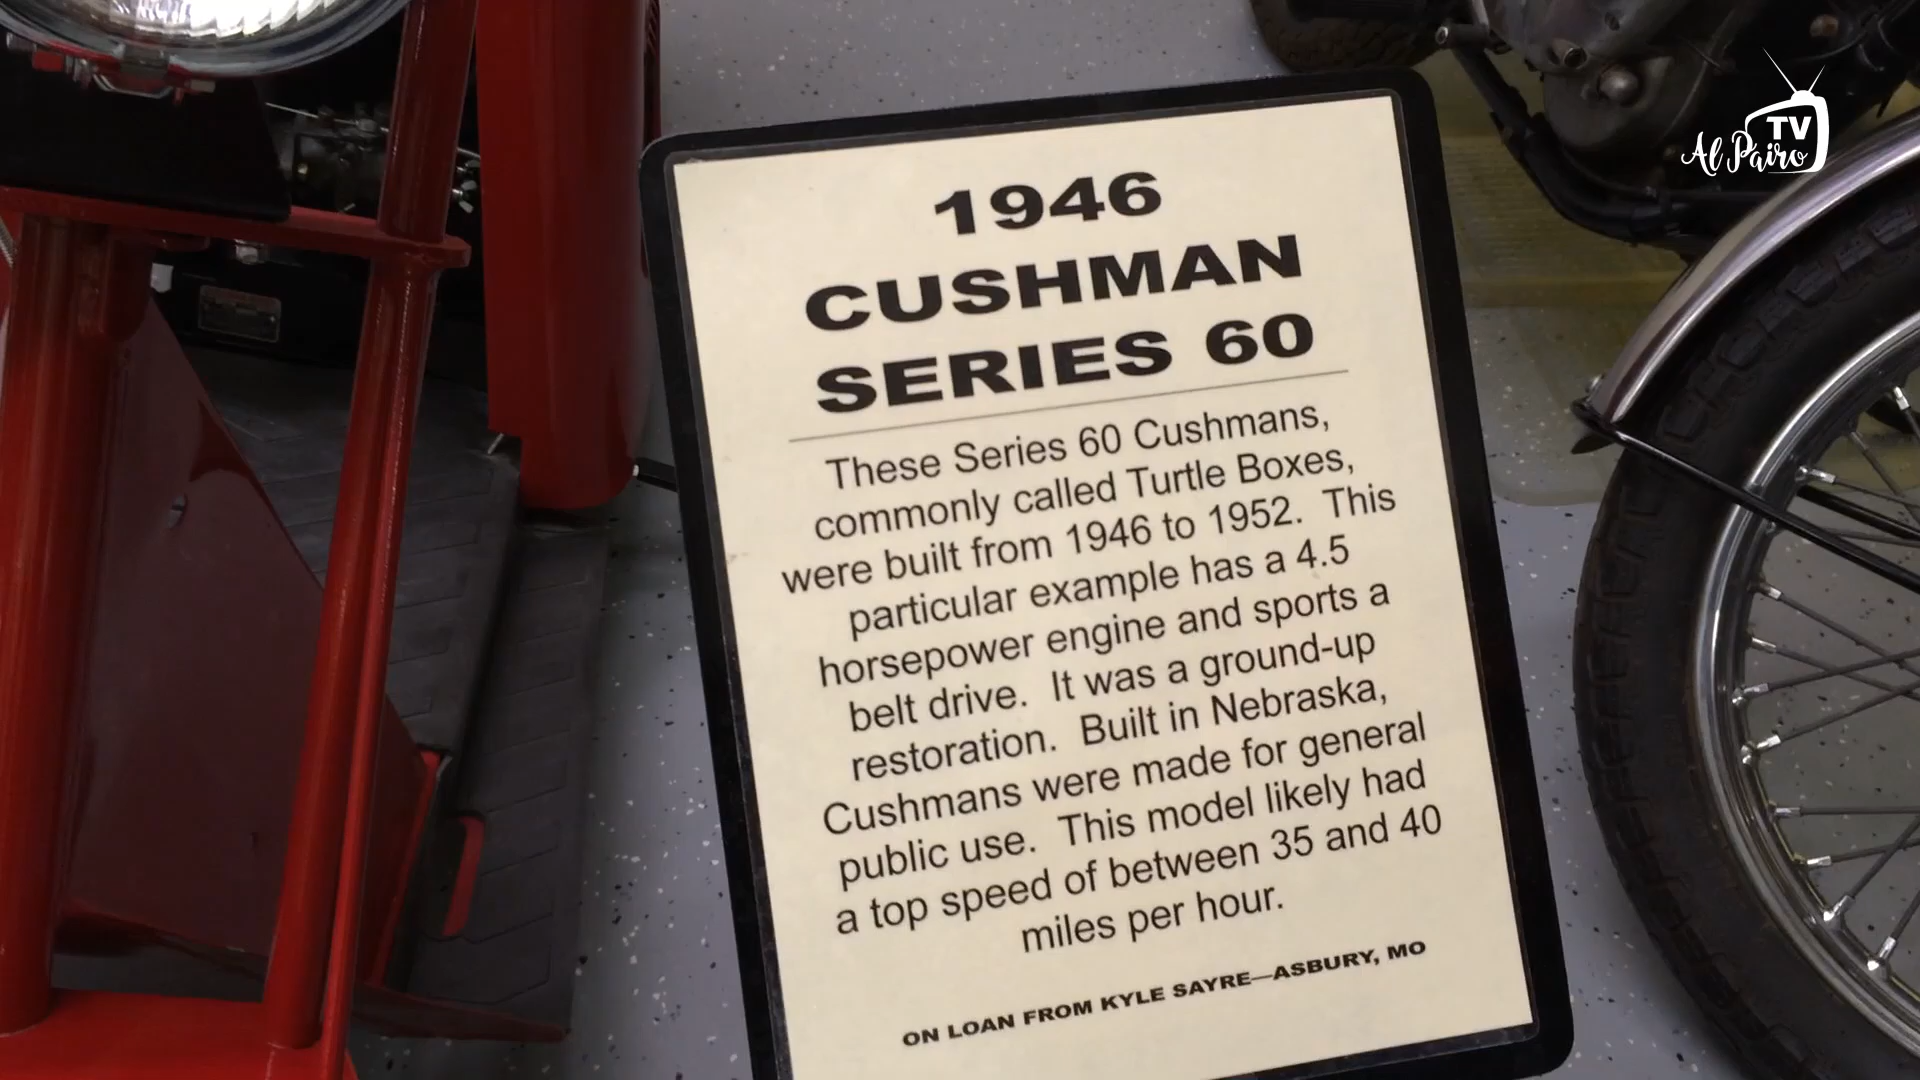 TV
Al Pairo
1946
CUSHMAN
SERIES 60
These Series 60 Cushmans,
commonly called Turtle Boxes,
were built from 1946 to 1952. This
particular example has a 4.5
horsepower engine and sports a
belt drive. It was a ground-up
restoration. Built in Nebraska,
Cushmans were made for general
public use. This model likely had
a top speed of between 35 and 40
miles per hour.
ON LOAN FROM KYLE SAYRE—ASBURY, MO